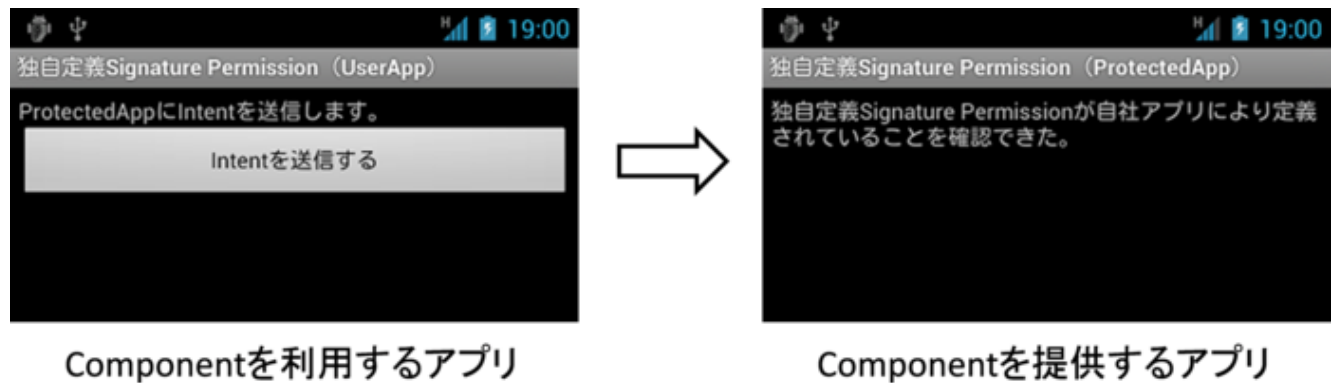 H 19:00
独自定義Signature Permission（UserApp）
ProtectedAppにIntentを送信します。
Intentを送信する
Componentを利用するアプリ
H 19:00
独自定義Signature Permission（ProtectedApp）
独自定義Signature Permissionが自社アプリにより定義
されていることを確認できた。
Componentを提供するアプリ